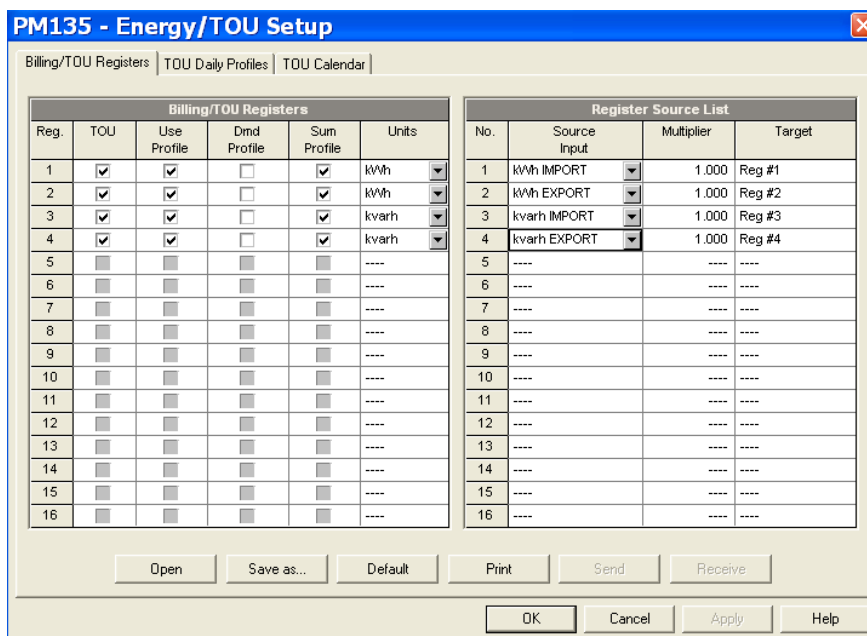 PM135 - Energy/TOU Setup
Billing/TOU Registers TOU Daily Profiles TOU Calendar
Billing/TOU Registers
Reg. TOU Use Profile Dmd Profile Sum Profile Units
1 kWh
2 kWh
3 kvarh
4 kvarh
5 ----
6 ----
7 ----
8 ----
9 ----
10 ----
11 ----
12 ----
13 ----
14 ----
15 ----
16 ----
Register Source List
No. Source Input Multiplier Target
1 kWh IMPORT 1.000 Reg #1
2 kWh EXPORT 1.000 Reg #2
3 kvarh IMPORT 1.000 Reg #3
4 kvarh EXPORT 1.000 Reg #4
5 ---- ---- ----
6 ---- ---- ----
7 ---- ---- ----
8 ---- ---- ----
9 ---- ---- ----
10 ---- ---- ----
11 ---- ---- ----
12 ---- ---- ----
13 ---- ---- ----
14 ---- ---- ----
15 ---- ---- ----
16 ---- ---- ----
Open Save as... Default Print Send Receive
OK Cancel Apply Help